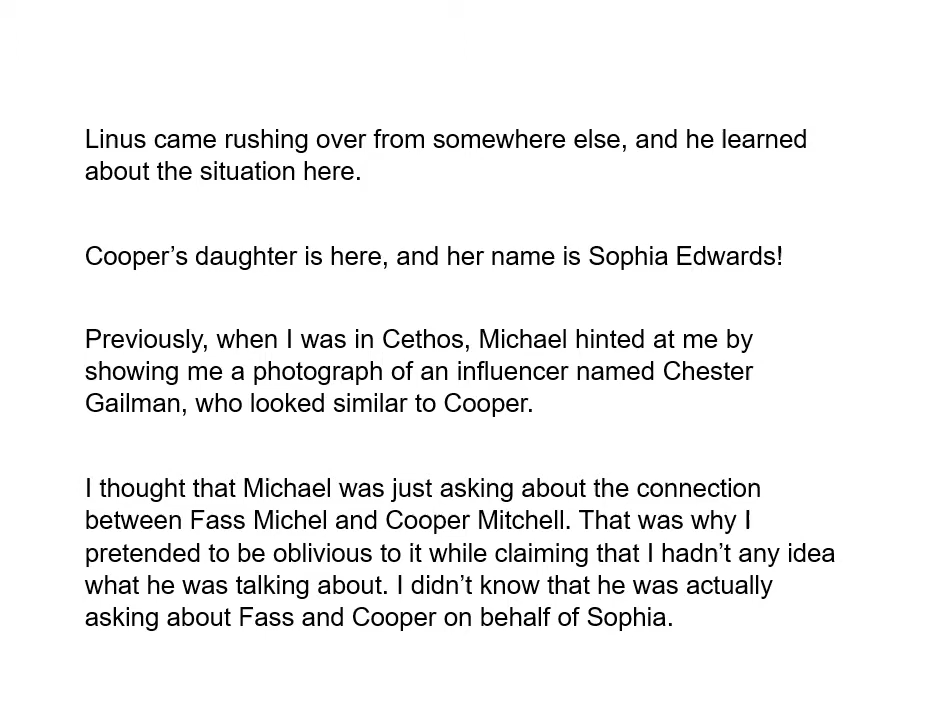 Linus came rushing over from somewhere else, and he learned
about the situation here.
Cooper’s daughter is here, and her name is Sophia Edwards!
Previously, when I was in Cethos, Michael hinted at me by
showing me a photograph of an influencer named Chester
Gailman, who looked similar to Cooper.
I thought that Michael was just asking about the connection
between Fass Michel and Cooper Mitchell. That was why I
pretended to be oblivious to it while claiming that I hadn’t any idea
what he was talking about. I didn’t know that he was actually
asking about Fass and Cooper on behalf of Sophia.